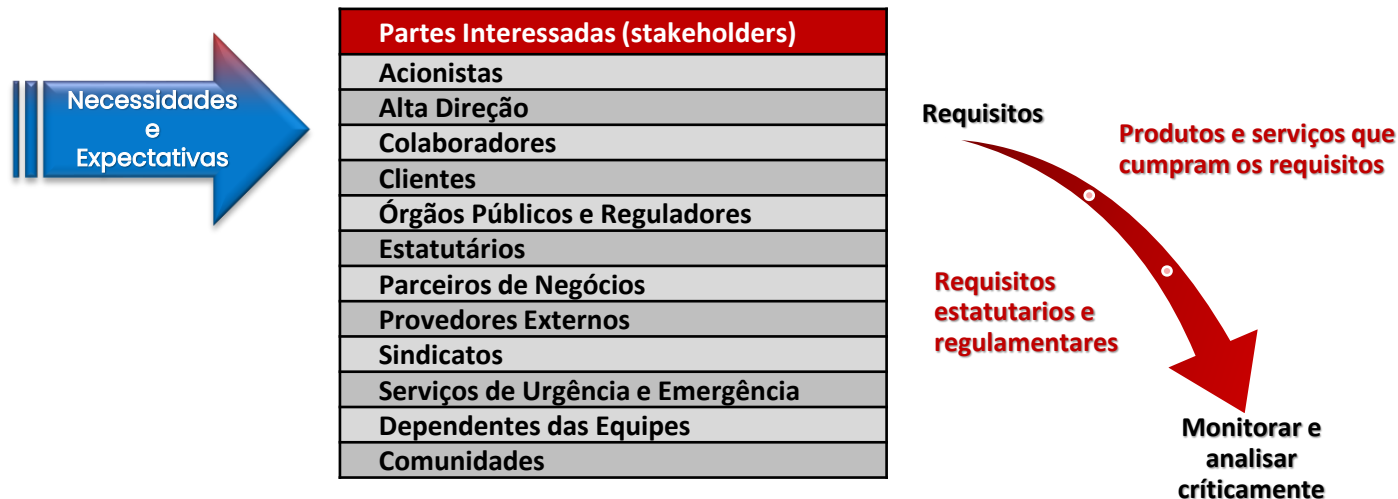 Necessidades
e
Expectativas
Partes Interessadas (stakeholders)
Acionistas
Alta Direção
Colaboradores
Clientes
Órgãos Públicos e Reguladores
Estatutários
Parceiros de Negócios
Provedores Externos
Sindicatos
Serviços de Urgência e Emergência
Dependentes das Equipes
Comunidades
Requisitos
Produtos e serviços que
cumpram os requisitos
Requisitos
estatutarios e
regulamentares
Monitorar e
analisar
críticamente